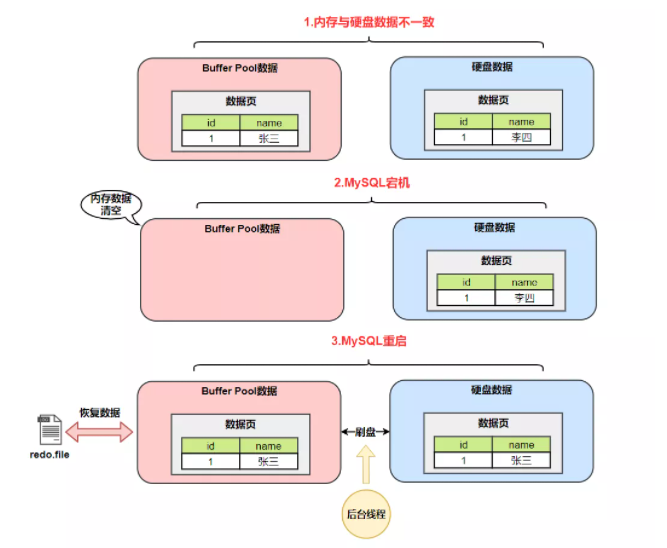 1.内存与硬盘数据不一致
Buffer Pool数据
硬盘数据
数据页
数据页
id name
id name
1 张三
1 李四
2.MySQL宕机
内存数据
清空
Buffer Pool数据
硬盘数据
数据页
id name
1 李四
3.MySQL重启
Buffer Pool数据
硬盘数据
恢复数据
数据页
刷盘
数据页
redo.file
id name
id name
1 张三
1 张三
后台线程